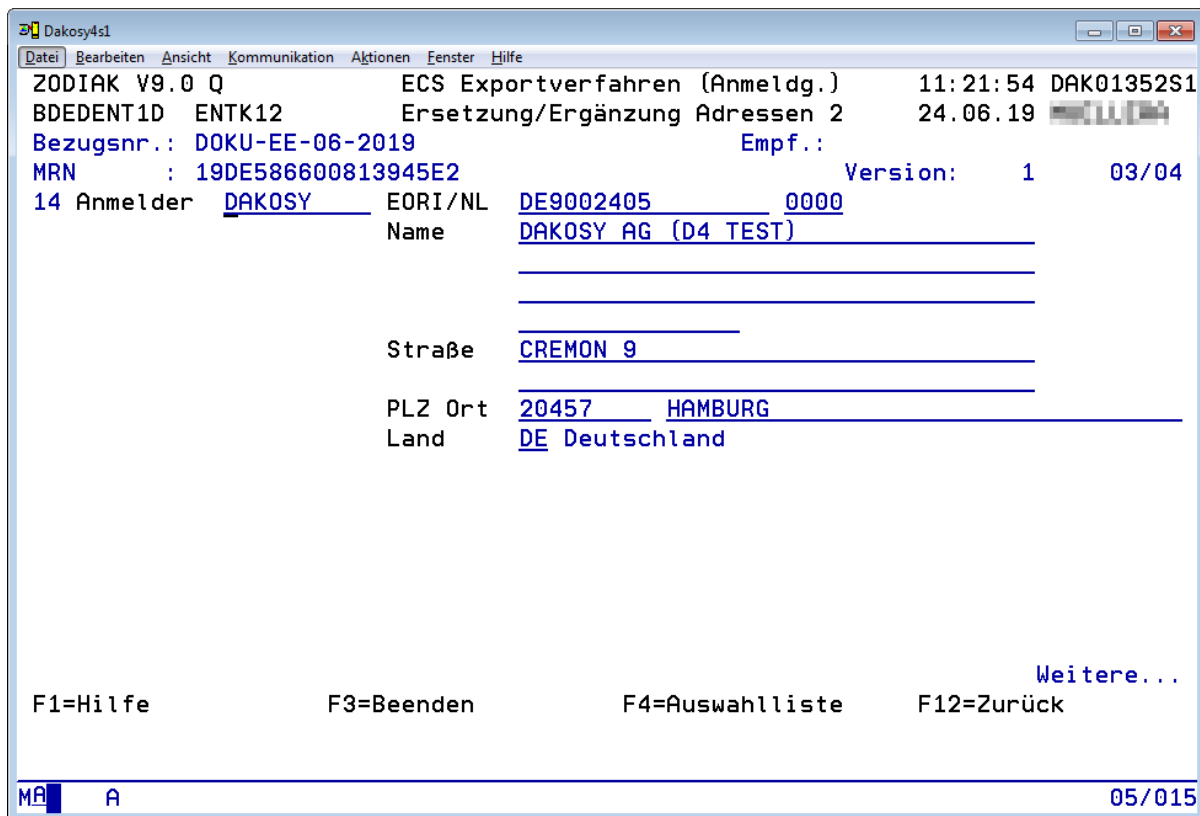 Dakosy4s1
Datei Bearbeiten Ansicht Kommunikation Aktionen Fenster Hilfe
ZODIAK V9.0 Q ECS Exportverfahren (Anmeldg.) 11:21:54 DAK01352S1
BDEDENT1D ENTK12 Ersetzung/Ergänzung Adressen 2 24.06.19
Bezugsnr.: DOKU-EE-06-2019 Empf.:
MRN : 19DE586600813945E2 Version: 1 03/04
14 Anmelder DAKOSY EORI/NL DE9002405 0000
Name DAKOSY AG (D4 TEST)
Straße CREMON 9
PLZ Ort 20457 HAMBURG
Land DE Deutschland
Weitere...
F1=Hilfe F3=Beenden F4=Auswahlliste F12=Zurück
MA A 05/015